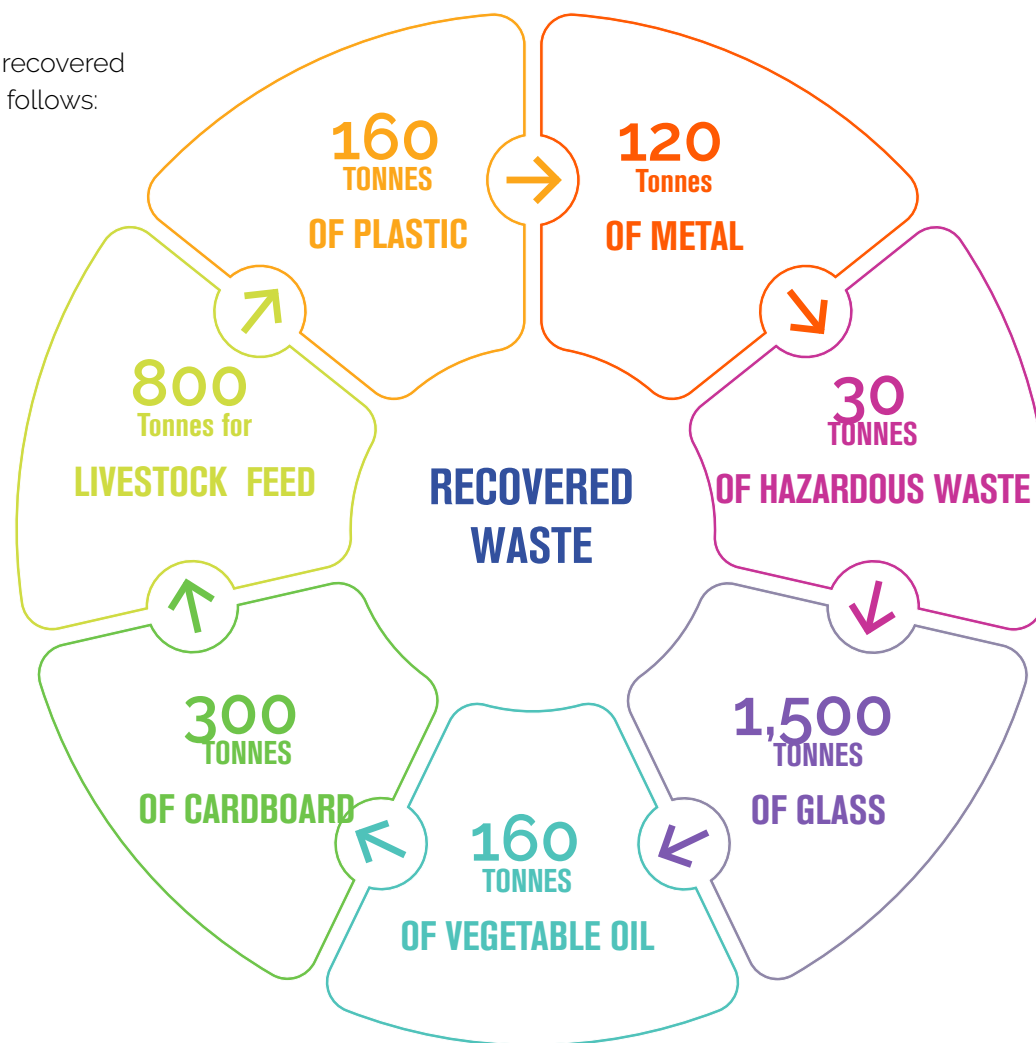 recovered
follows:
160
TONNES
OF PLASTIC
120
Tonnes
OF METAL
30
TONNES
OF HAZARDOUS WASTE
1,500
TONNES
OF GLASS
160
TONNES
OF VEGETABLE OIL
300
TONNES
OF CARDBOARD
800
Tonnes for
LIVESTOCK FEED
RECOVERED
WASTE